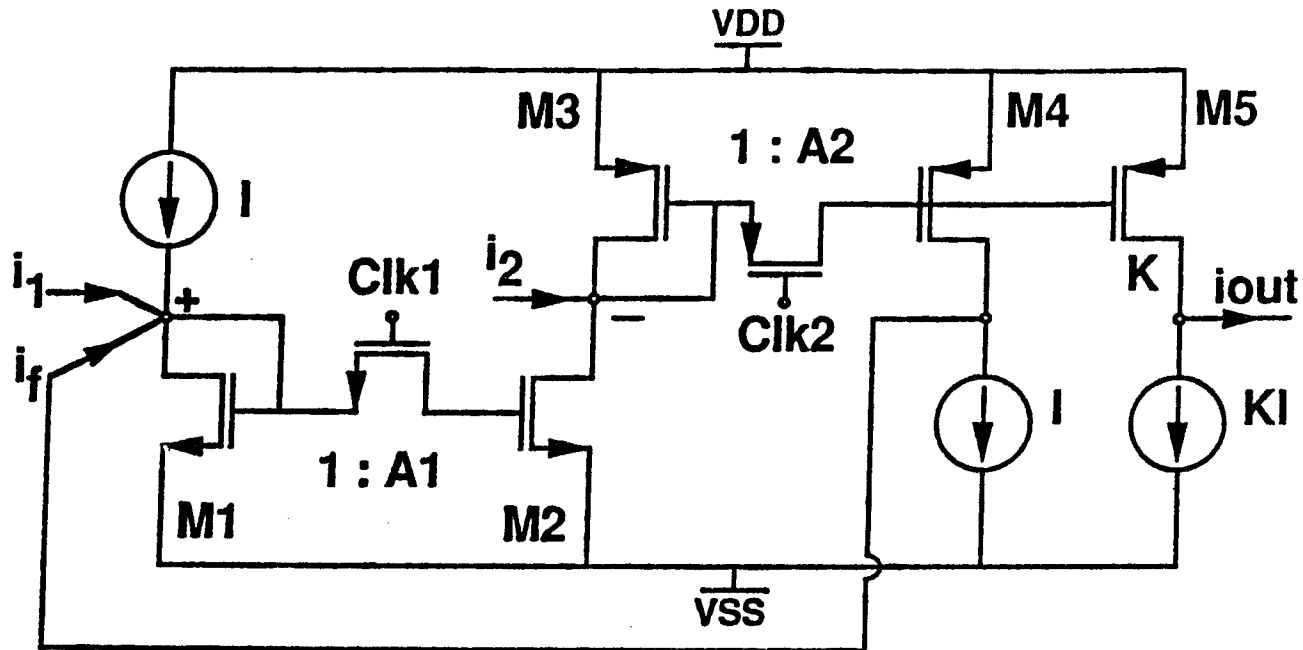 VDD
M3
M4
M5
1 : A2
I
i1
+
Clk1
i2
−
Clk2
K
iout
if
I
KI
1 : A1
M1
M2
VSS